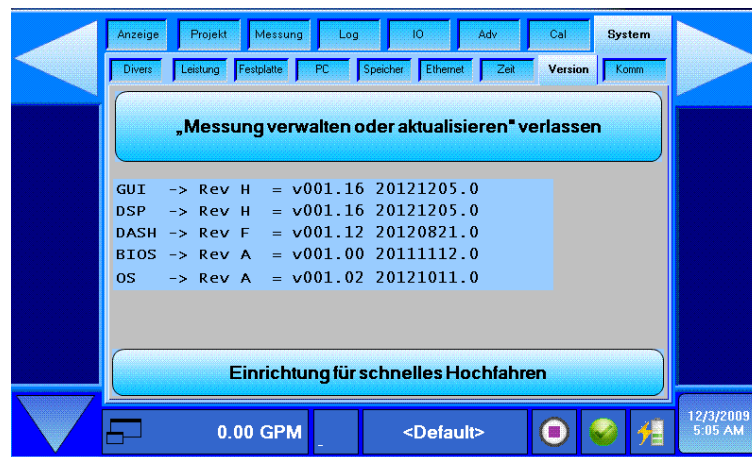 Anzeige Projekt Messung Log IO Adv Cal System
Divers Leistung Festplatte PC Speicher Ethernet Zeit Version Komm
„Messung verwalten oder aktualisieren" verlassen
GUI -> Rev H = v001.16 20121205.0
DSP -> Rev H = v001.16 20121205.0
DASH -> Rev F = v001.12 20120821.0
BIOS -> Rev A = v001.00 20111112.0
OS -> Rev A = v001.02 20121011.0
Einrichtung für schnelles Hochfahren
0.00 GPM _ <Default>
12/3/2009
5:05 AM